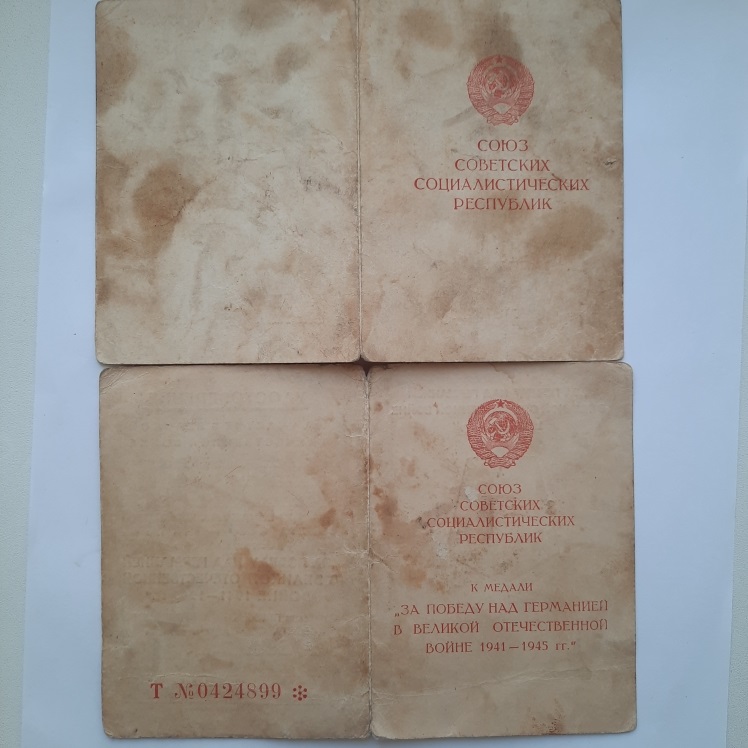 СОЮЗ
СОВЕТСКИХ
СОЦИАЛИСТИЧЕСКИХ
РЕСПУБЛИК
СОЮЗ
СОВЕТСКИХ
СОЦИАЛИСТИЧЕСКИХ
РЕСПУБЛИК
К МЕДАЛИ
„ЗА ПОБЕДУ НАД ГЕРМАНИЕЙ
В ВЕЛИКОЙ ОТЕЧЕСТВЕННОЙ
ВОЙНЕ 1941—1945 гг."
Т №0424899